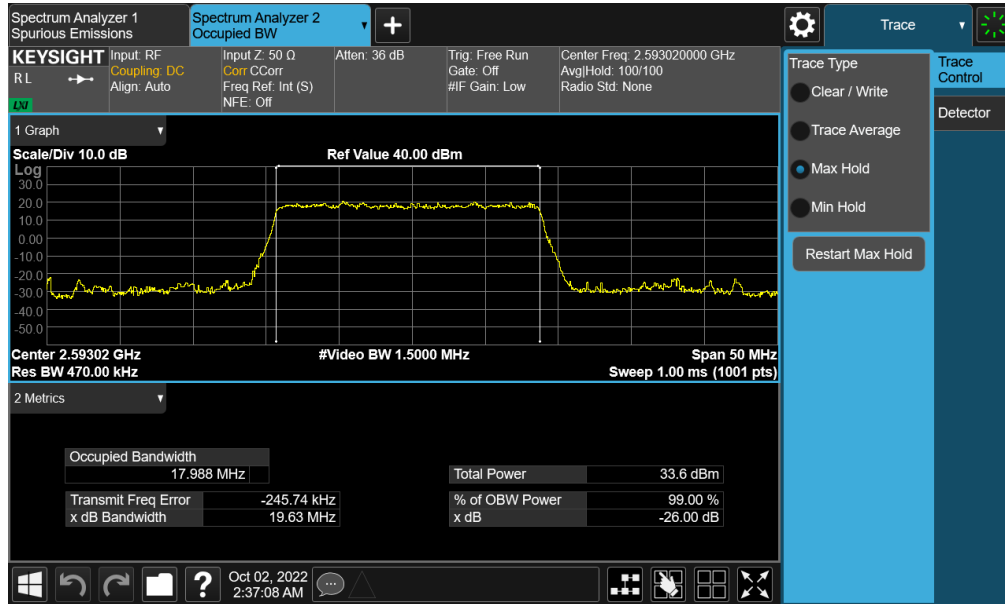 Spectrum Analyzer 1
Spurious Emissions
Spectrum Analyzer 2
Occupied BW
Trace
KEYSIGHT
R L
LXI
Input: RF
Coupling: DC
Align: Auto
Input Z: 50 Ω
Corr CCorr
Freq Ref: Int (S)
NFE: Off
Atten: 36 dB
Trig: Free Run
Gate: Off
#IF Gain: Low
Center Freq: 2.593020000 GHz
Avg|Hold: 100/100
Radio Std: None
Trace Type
Clear / Write
Trace Average
Max Hold
Min Hold
Restart Max Hold
Trace
Control
Detector
1 Graph
Scale/Div 10.0 dB
Ref Value 40.00 dBm
Log
30.0
20.0
10.0
0.00
-10.0
-20.0
-30.0
-40.0
-50.0
Center 2.59302 GHz
#Video BW 1.5000 MHz
Span 50 MHz
Res BW 470.00 kHz
Sweep 1.00 ms (1001 pts)
2 Metrics
Occupied Bandwidth
17.988 MHz
Total Power 33.6 dBm
Transmit Freq Error -245.74 kHz
% of OBW Power 99.00 %
x dB Bandwidth 19.63 MHz
x dB -26.00 dB
?
Oct 02, 2022
2:37:08 AM